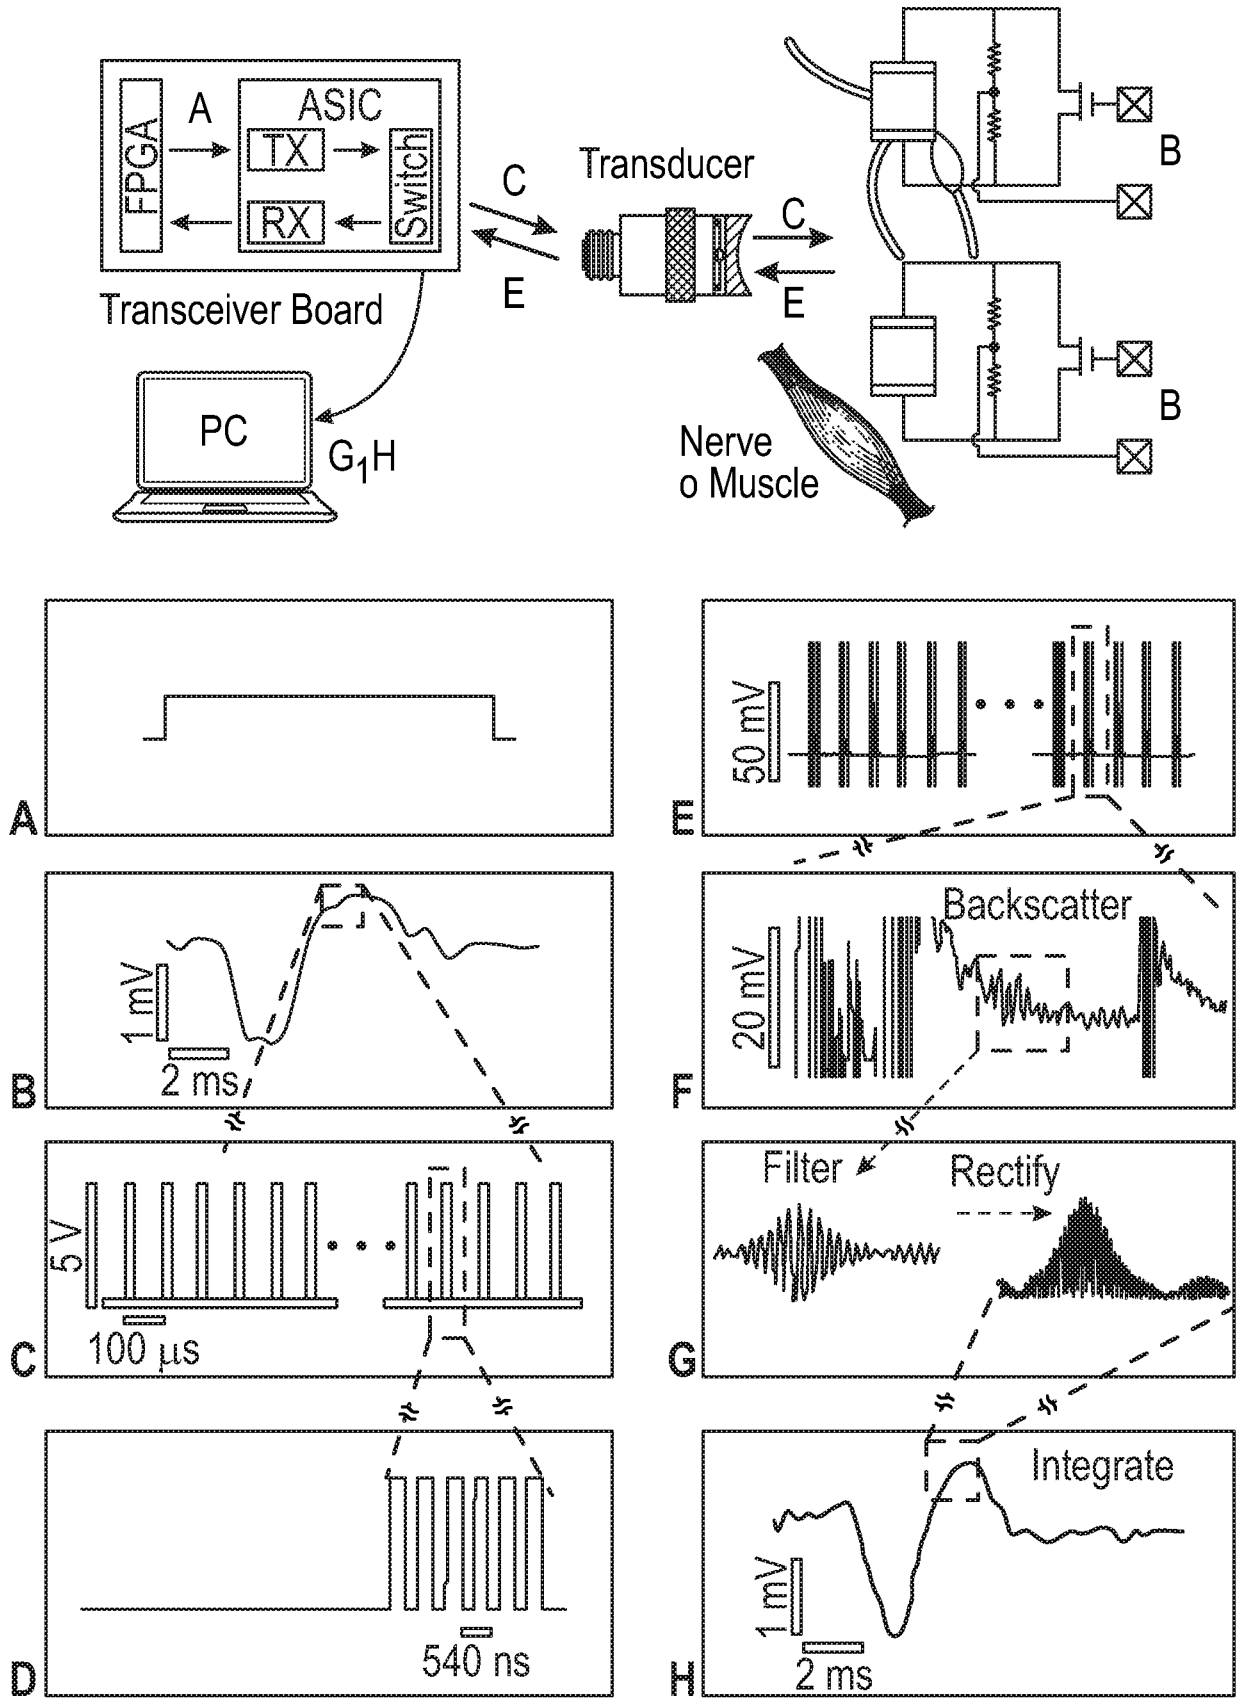 FPGA
A
ASIC
TX
RX
Switch
Transceiver Board
C
E
Transducer
C
E
B
B
PC
G₁H
Nerve
o Muscle
A
B
1 mV
2 ms
C
5 V
100 μs
D
540 ns
E
50 mV
F
20 mV
Backscatter
G
Filter
Rectify
H
Integrate
1 mV
2 ms